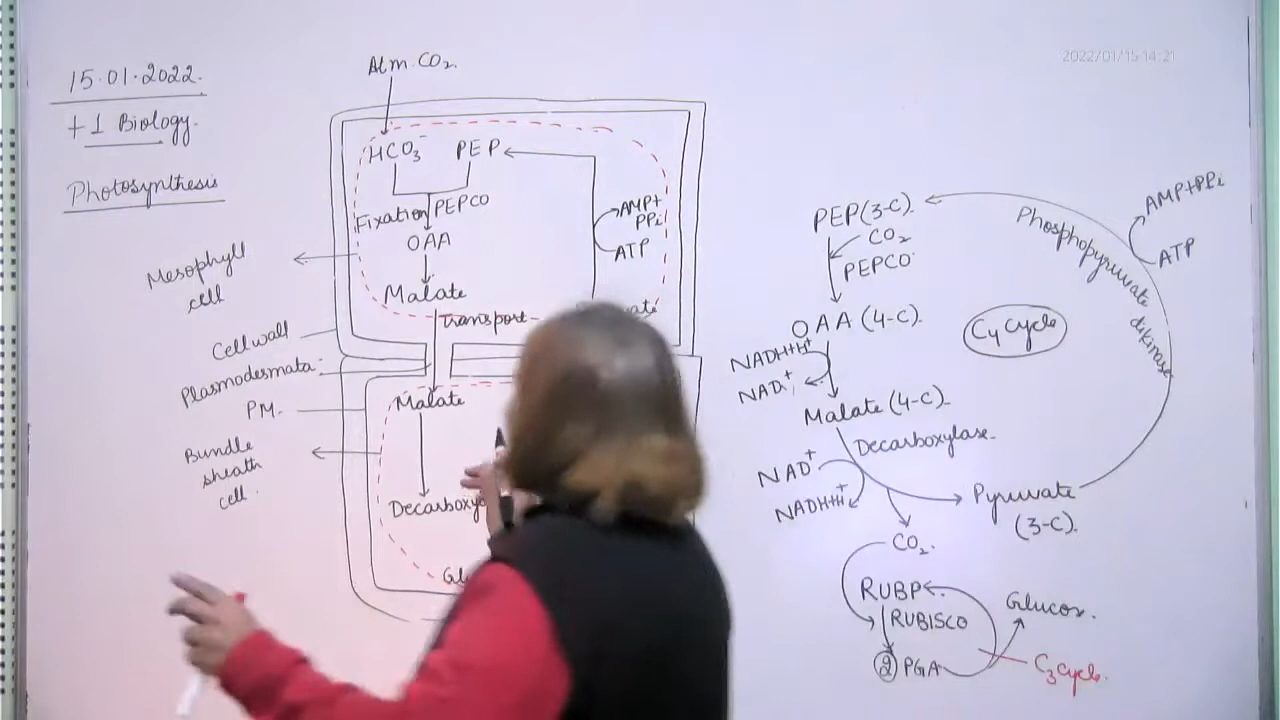 2022/01/15 14:21
15.01.2022.
+1 Biology.
Photosynthesis
Atm. CO2.
HCO3⁻ PEP
Fixation PEPCO
OAA
Malate
AMP+
PPi
ATP
Transport
Mesophyll
cell
Cell wall
Plasmodesmata
PM.
Bundle
sheath
cell.
Malate
PEP(3-C).
CO2
PEPCO
OAA (4-C).
NADH+H⁺
NAD⁺
Malate (4-C).
Decarboxylase.
NAD⁺
NADH+H⁺
Pyruvate
(3-C).
CO2.
RUBP
RUBISCO
② PGA
Glucose.
C3 cycle.
C4 cycle
Phosphopyruvate dikinase
AMP+PPi
ATP